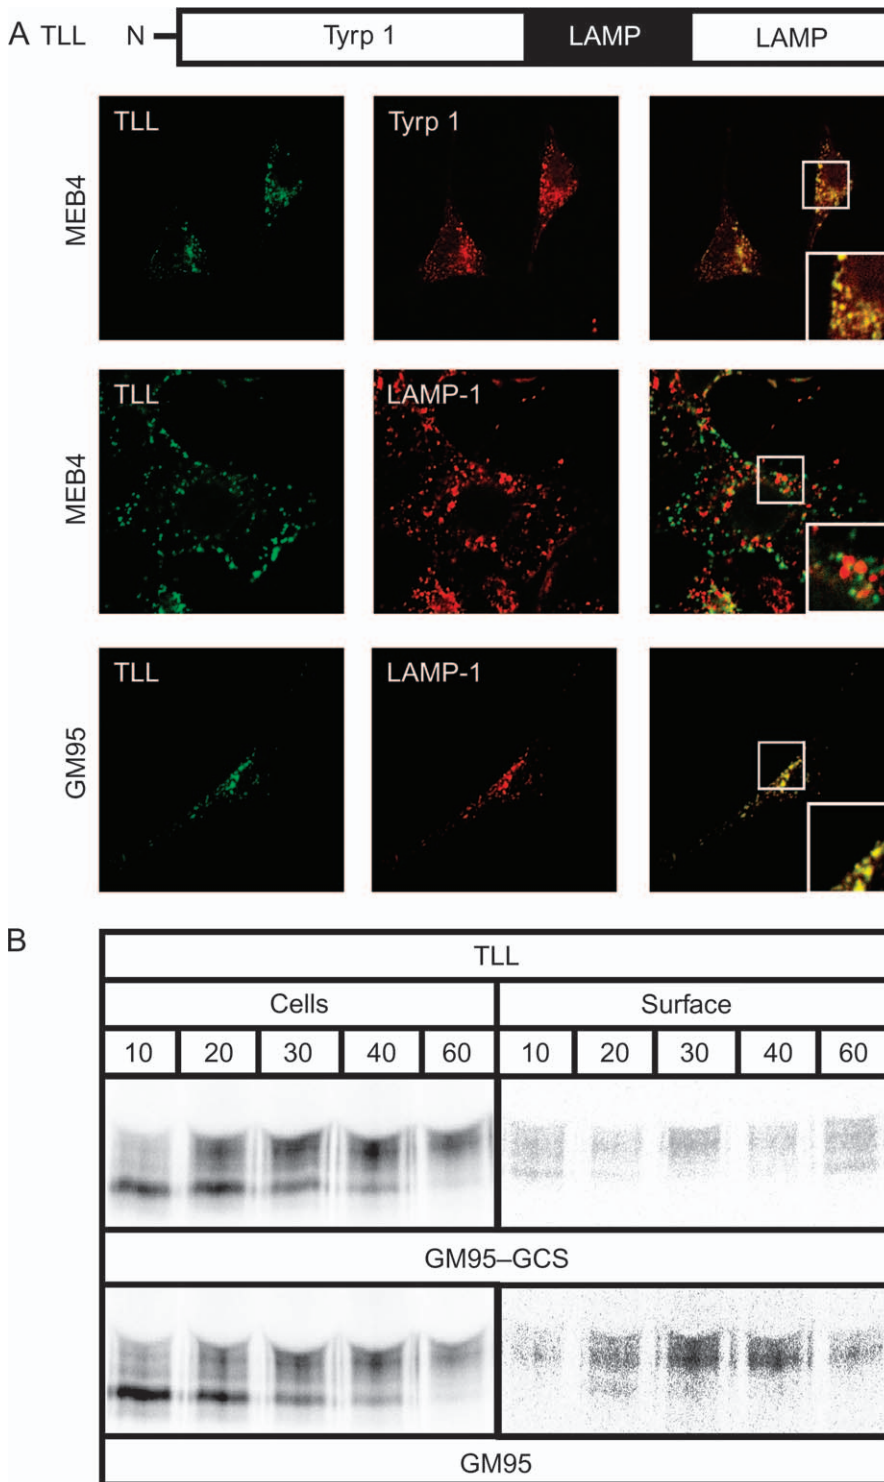 A TLL N Tyrp 1 LAMP LAMP
MEB4 TLL Tyrp 1
MEB4 TLL LAMP-1
GM95 TLL LAMP-1
B
TLL
Cells Surface
10 20 30 40 60 10 20 30 40 60
GM95–GCS
GM95